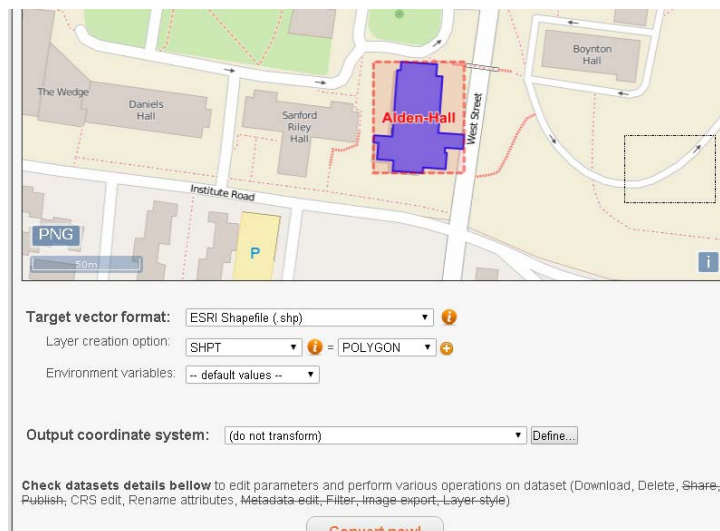 Boynton
Hall
The Wedge
Daniels
Hall
Sanford
Riley
Hall
Alden-Hall
West Street
Institute Road
PNG
P
50m
i
Target vector format: ESRI Shapefile (.shp)
Layer creation option: SHPT = POLYGON
Environment variables: -- default values --
Output coordinate system: (do not transform) Define...
Check datasets details bellow to edit parameters and perform various operations on dataset (Download, Delete, Share,
Publish, CRS edit, Rename attributes, Metadata edit, Filter, Image export, Layer style)
Convert now!